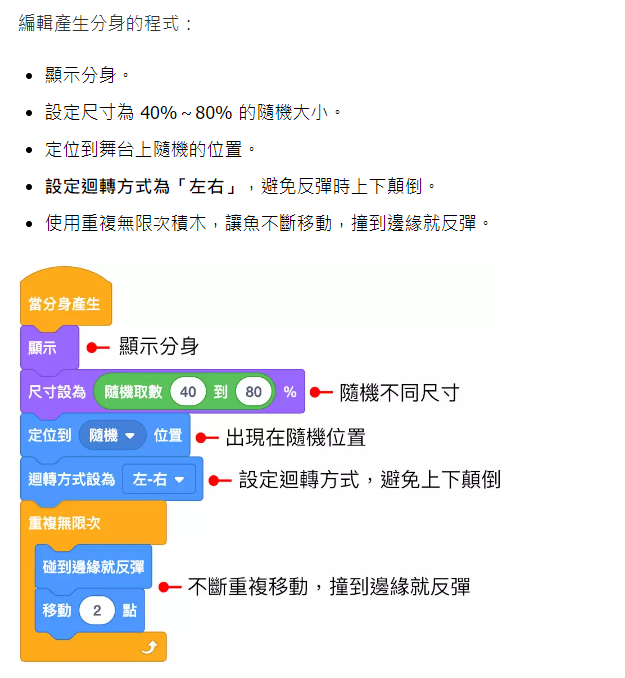 編輯產生分身的程式：
• 顯示分身。
• 設定尺寸為 40% ~ 80% 的隨機大小。
• 定位到舞台上隨機的位置。
• 設定迴轉方式為「左右」，避免反彈時上下顛倒。
• 使用重複無限次積木，讓魚不斷移動，撞到邊緣就反彈。
當分身產生
顯示 顯示分身
尺寸設為 隨機取數 40 到 80 % 隨機不同尺寸
定位到 隨機 位置 出現在隨機位置
迴轉方式設為 左-右 設定迴轉方式，避免上下顛倒
重複無限次
碰到邊緣就反彈
不斷重複移動，撞到邊緣就反彈
移動 2 點